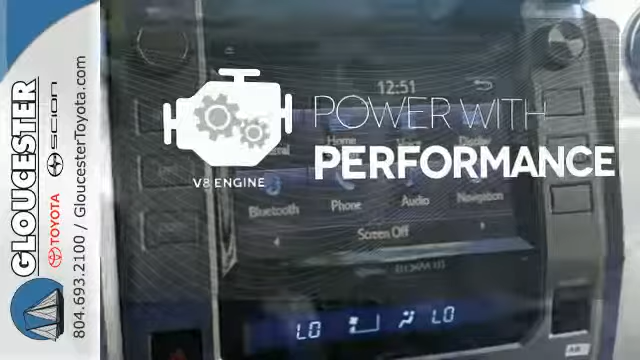 GLOUCESTER
TOYOTA
SCION
804.693.2100 / GloucesterToyota.com
POWER WITH
PERFORMANCE
V8 ENGINE
12:51
Home
Bluetooth
Phone
Audio
Navigation
Screen Off
LO
LO